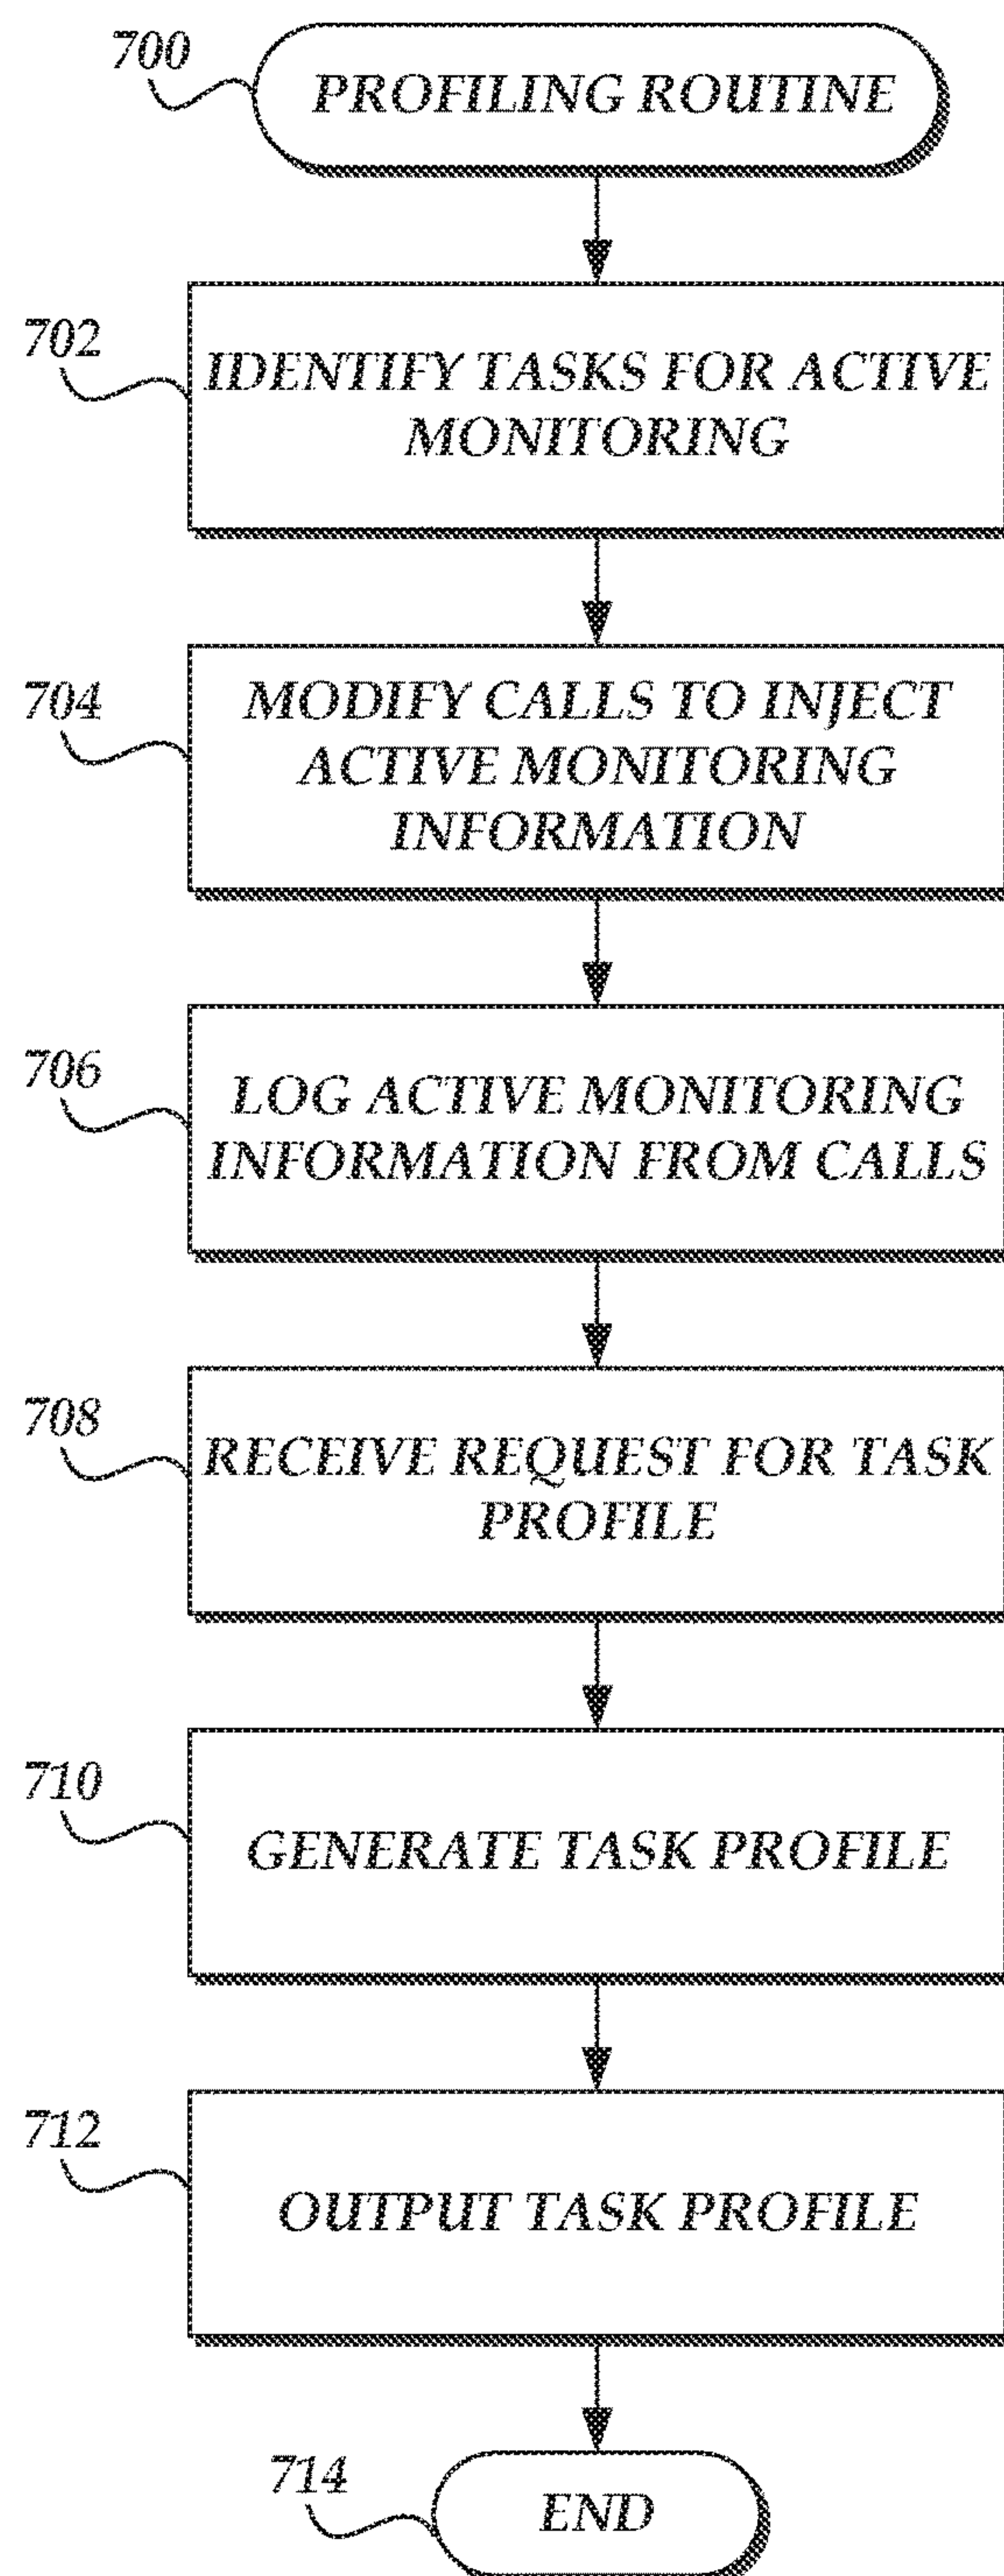 700
PROFILING ROUTINE
702
IDENTIFY TASKS FOR ACTIVE
MONITORING
704
MODIFY CALLS TO INJECT
ACTIVE MONITORING
INFORMATION
706
LOG ACTIVE MONITORING
INFORMATION FROM CALLS
708
RECEIVE REQUEST FOR TASK
PROFILE
710
GENERATE TASK PROFILE
712
OUTPUT TASK PROFILE
714
END